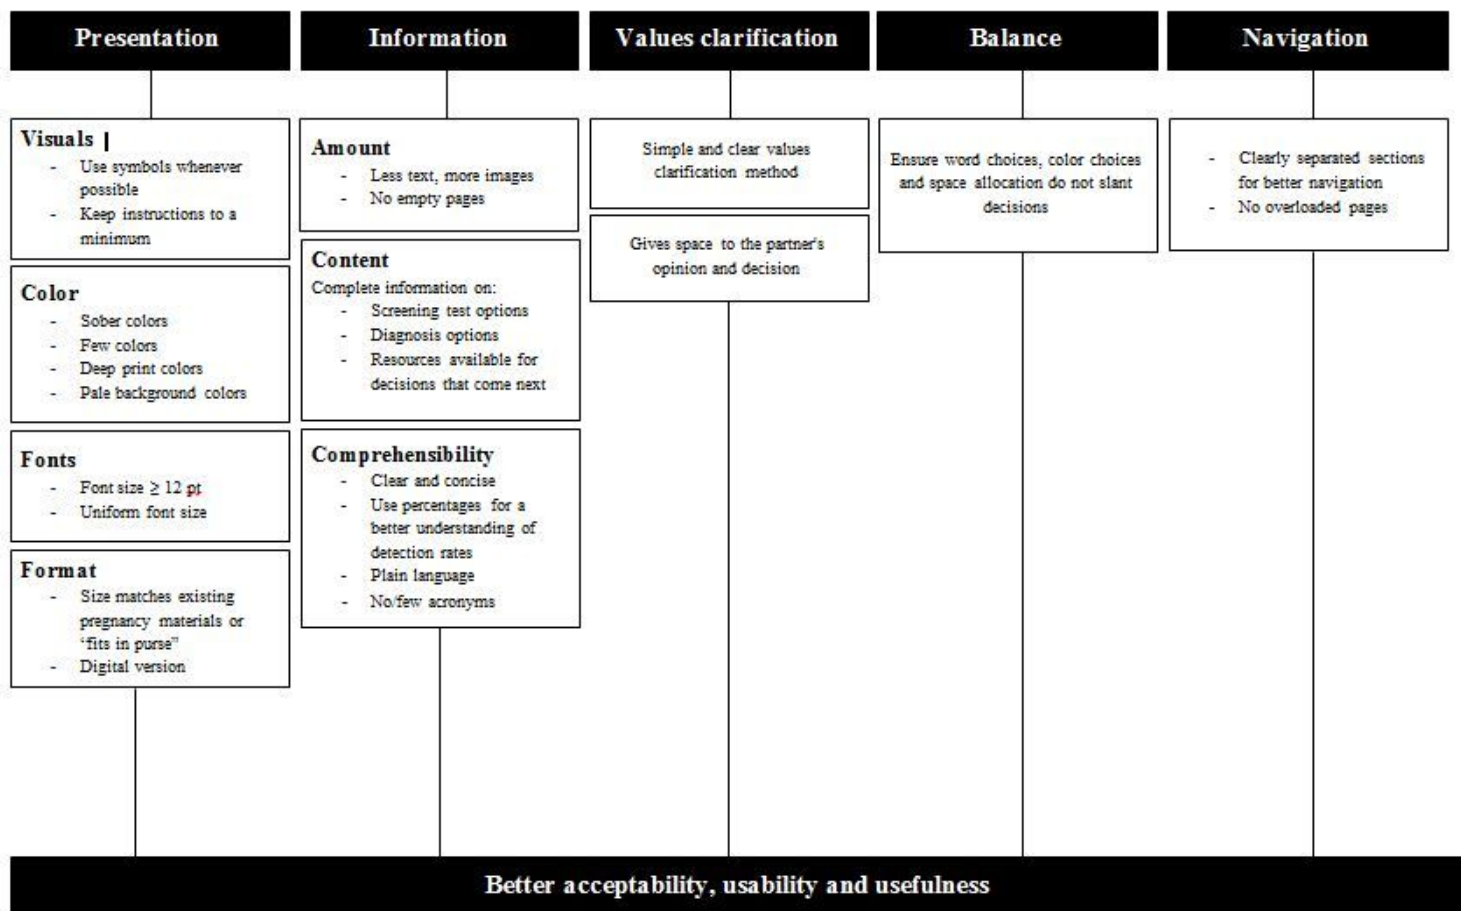 Presentation
Information
Values clarification
Balance
Navigation
Visuals
- Use symbols whenever
possible
- Keep instructions to a
minimum
Color
- Sober colors
- Few colors
- Deep print colors
- Pale background colors
Fonts
- Font size ≥ 12 pt
- Uniform font size
Format
- Size matches existing
pregnancy materials or
“fits in purse”
- Digital version
Amount
- Less text, more images
- No empty pages
Content
Complete information on:
- Screening test options
- Diagnosis options
- Resources available for
decisions that come next
Comprehensibility
- Clear and concise
- Use percentages for a
better understanding of
detection rates
- Plain language
- No/few acronyms
Simple and clear values
clarification method
Gives space to the partner's
opinion and decision
Ensure word choices, color choices
and space allocation do not slant
decisions
- Clearly separated sections
for better navigation
- No overloaded pages
Better acceptability, usability and usefulness